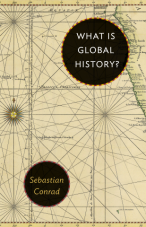 WHAT IS
GLOBAL
HISTORY?
Sebastian
Conrad